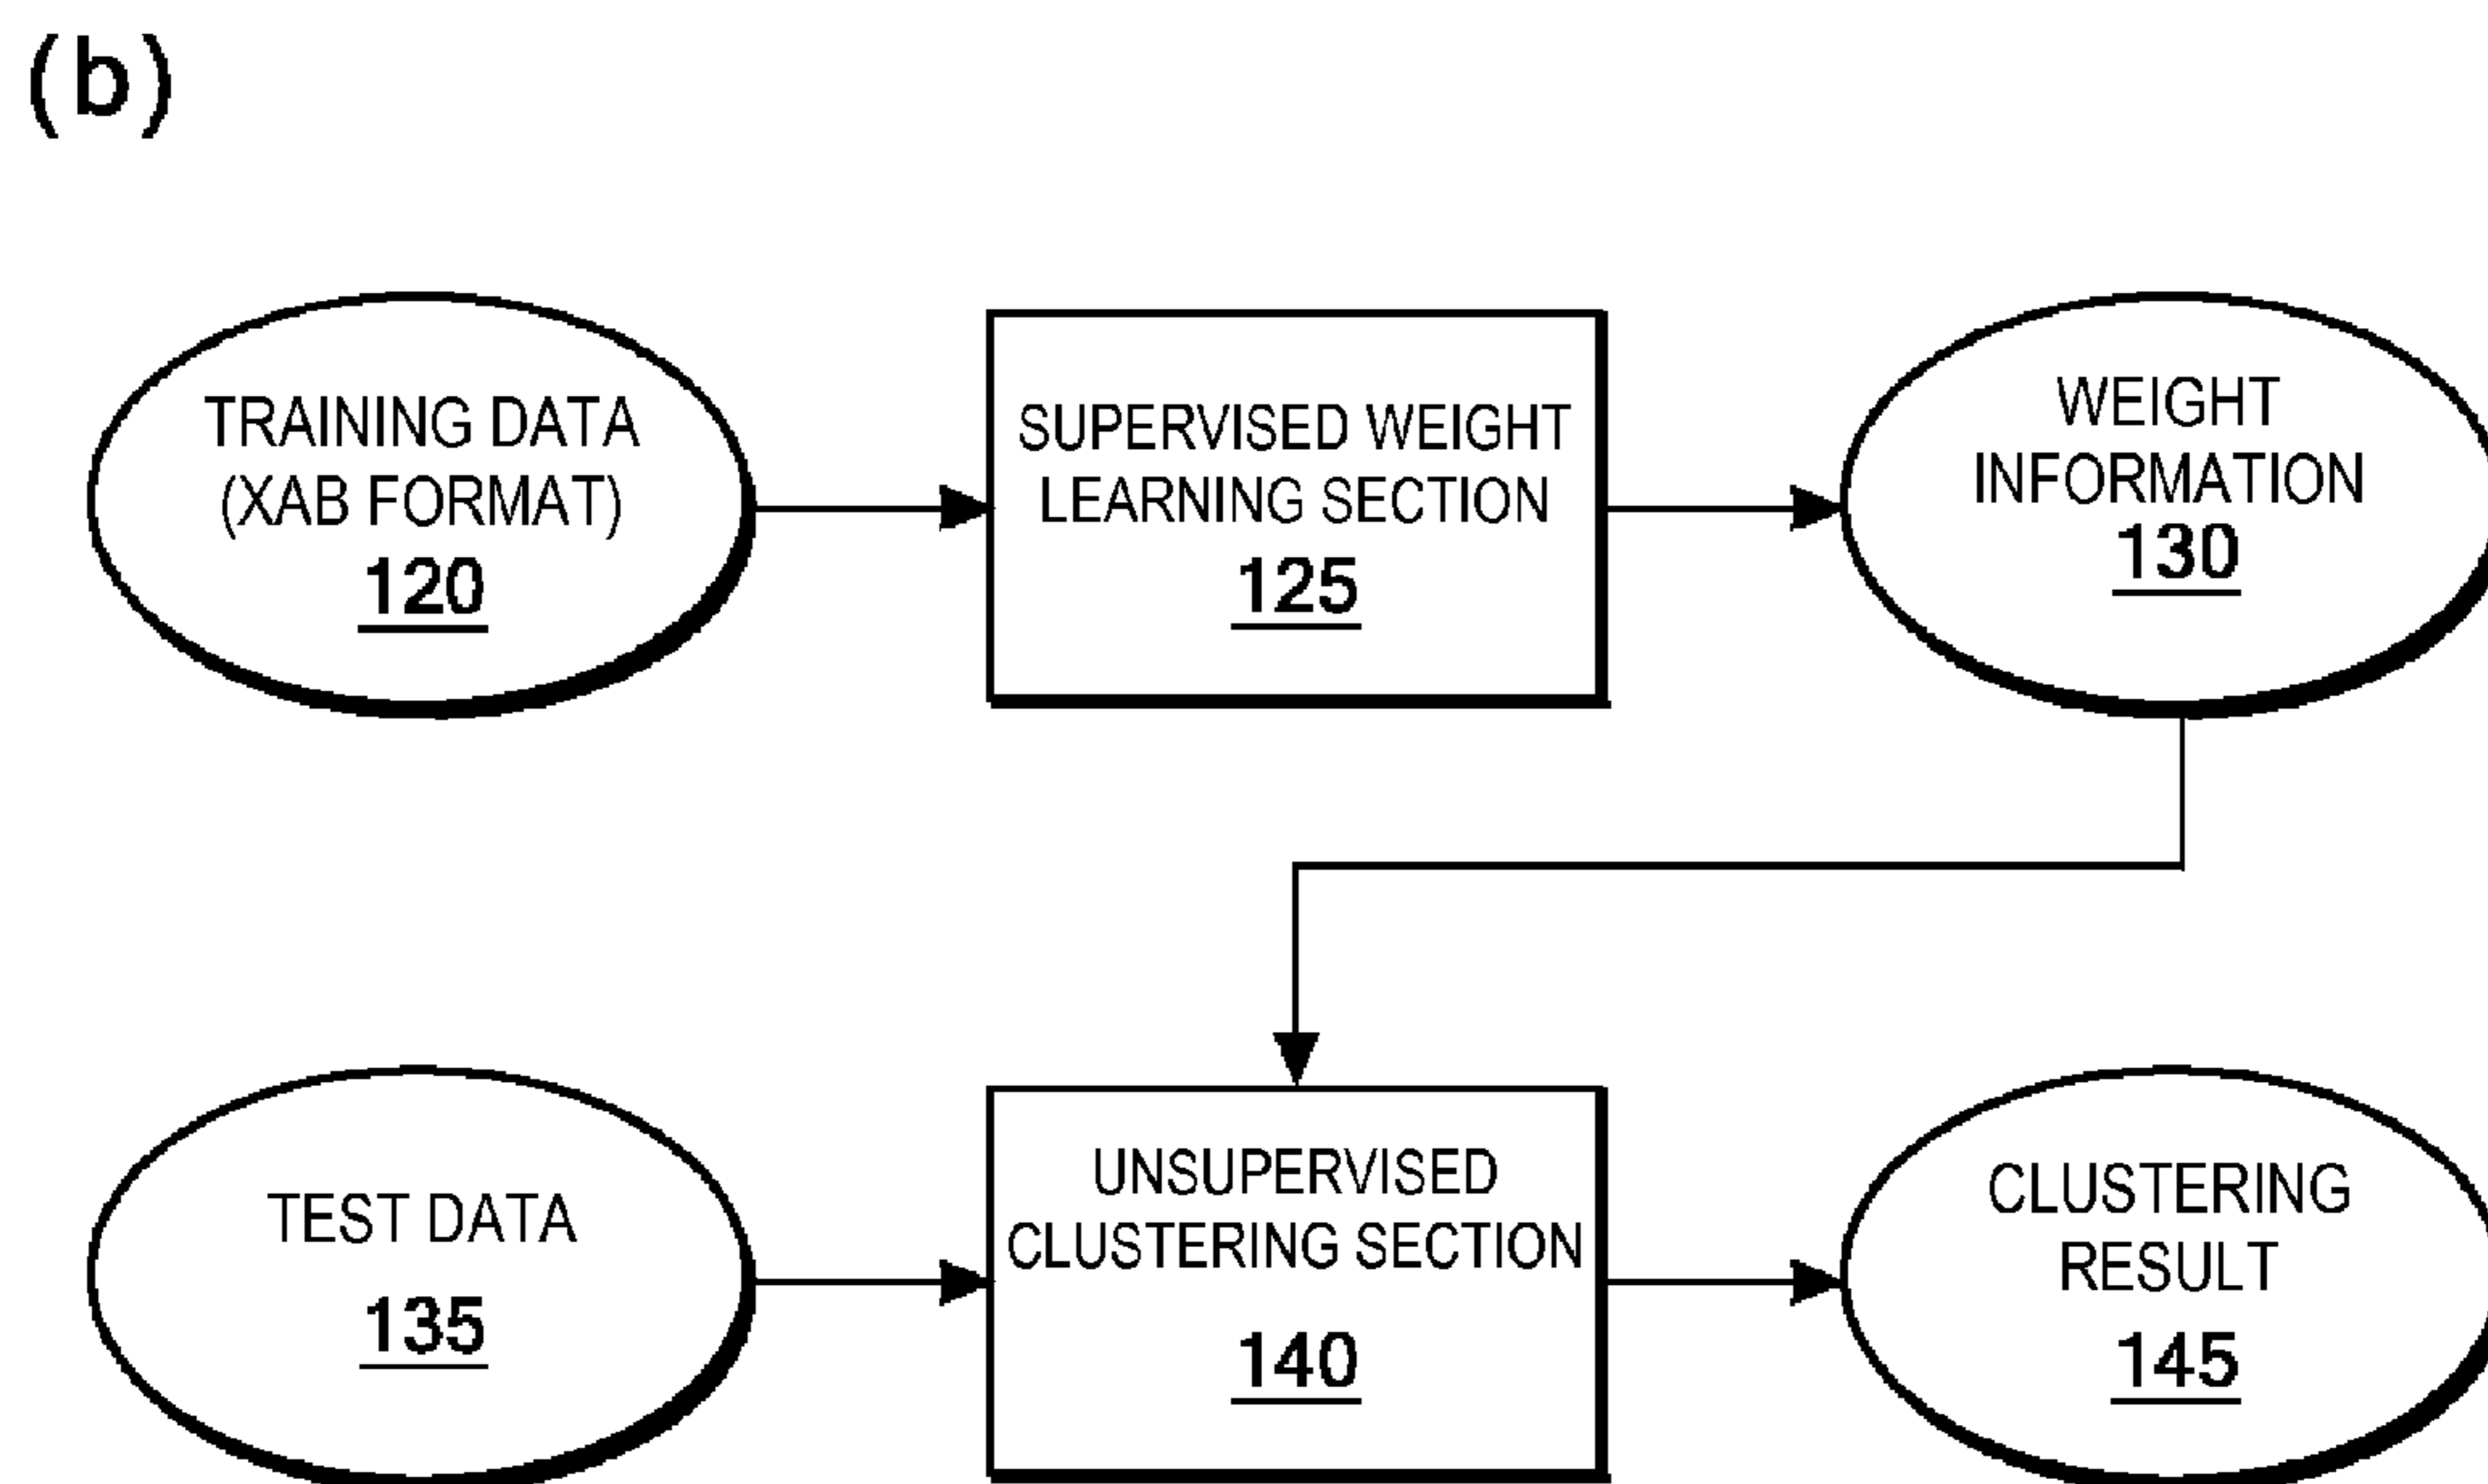 (b)
TRAINING DATA
(XAB FORMAT)
120
SUPERVISED WEIGHT
LEARNING SECTION
125
WEIGHT
INFORMATION
130
TEST DATA
135
UNSUPERVISED
CLUSTERING SECTION
140
CLUSTERING
RESULT
145